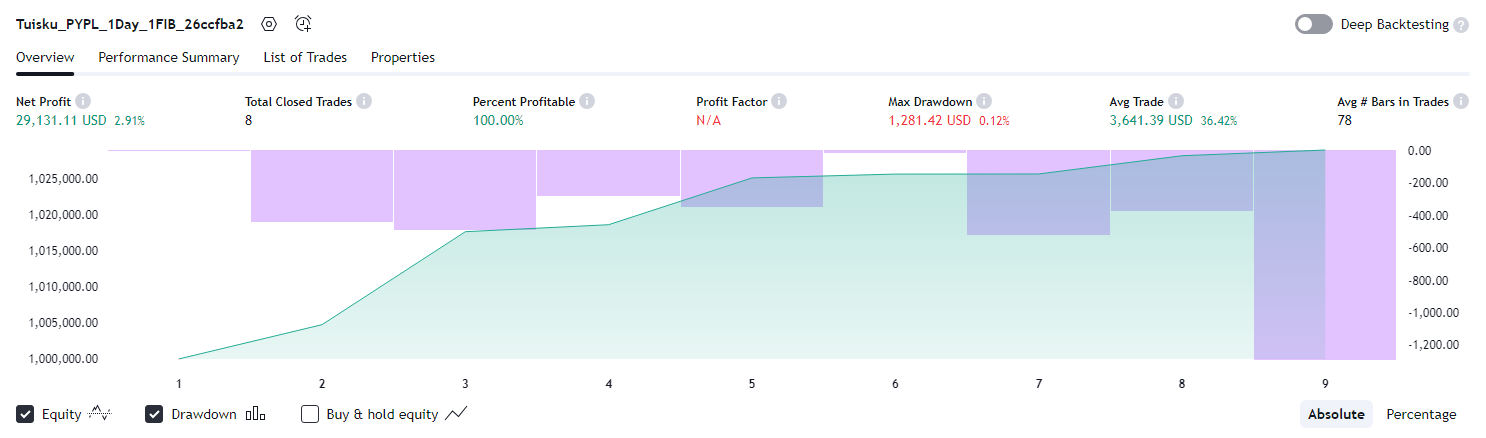 Tuisku_PYPL_1Day_1FIB_26ccfba2
Deep Backtesting ?
Overview Performance Summary List of Trades Properties
Net Profit Total Closed Trades Percent Profitable Profit Factor Max Drawdown Avg Trade Avg # Bars in Trades
29,131.11 USD 2.91% 8 100.00% N/A 1,281.42 USD 0.12% 3,641.39 USD 36.42% 78
0.00
1,025,000.00 -200.00
1,020,000.00 -400.00
1,015,000.00 -600.00
1,010,000.00 -800.00
1,005,000.00 -1,000.00
1,000,000.00 -1,200.00
1 2 3 4 5 6 7 8 9
Equity Drawdown Buy & hold equity Absolute Percentage